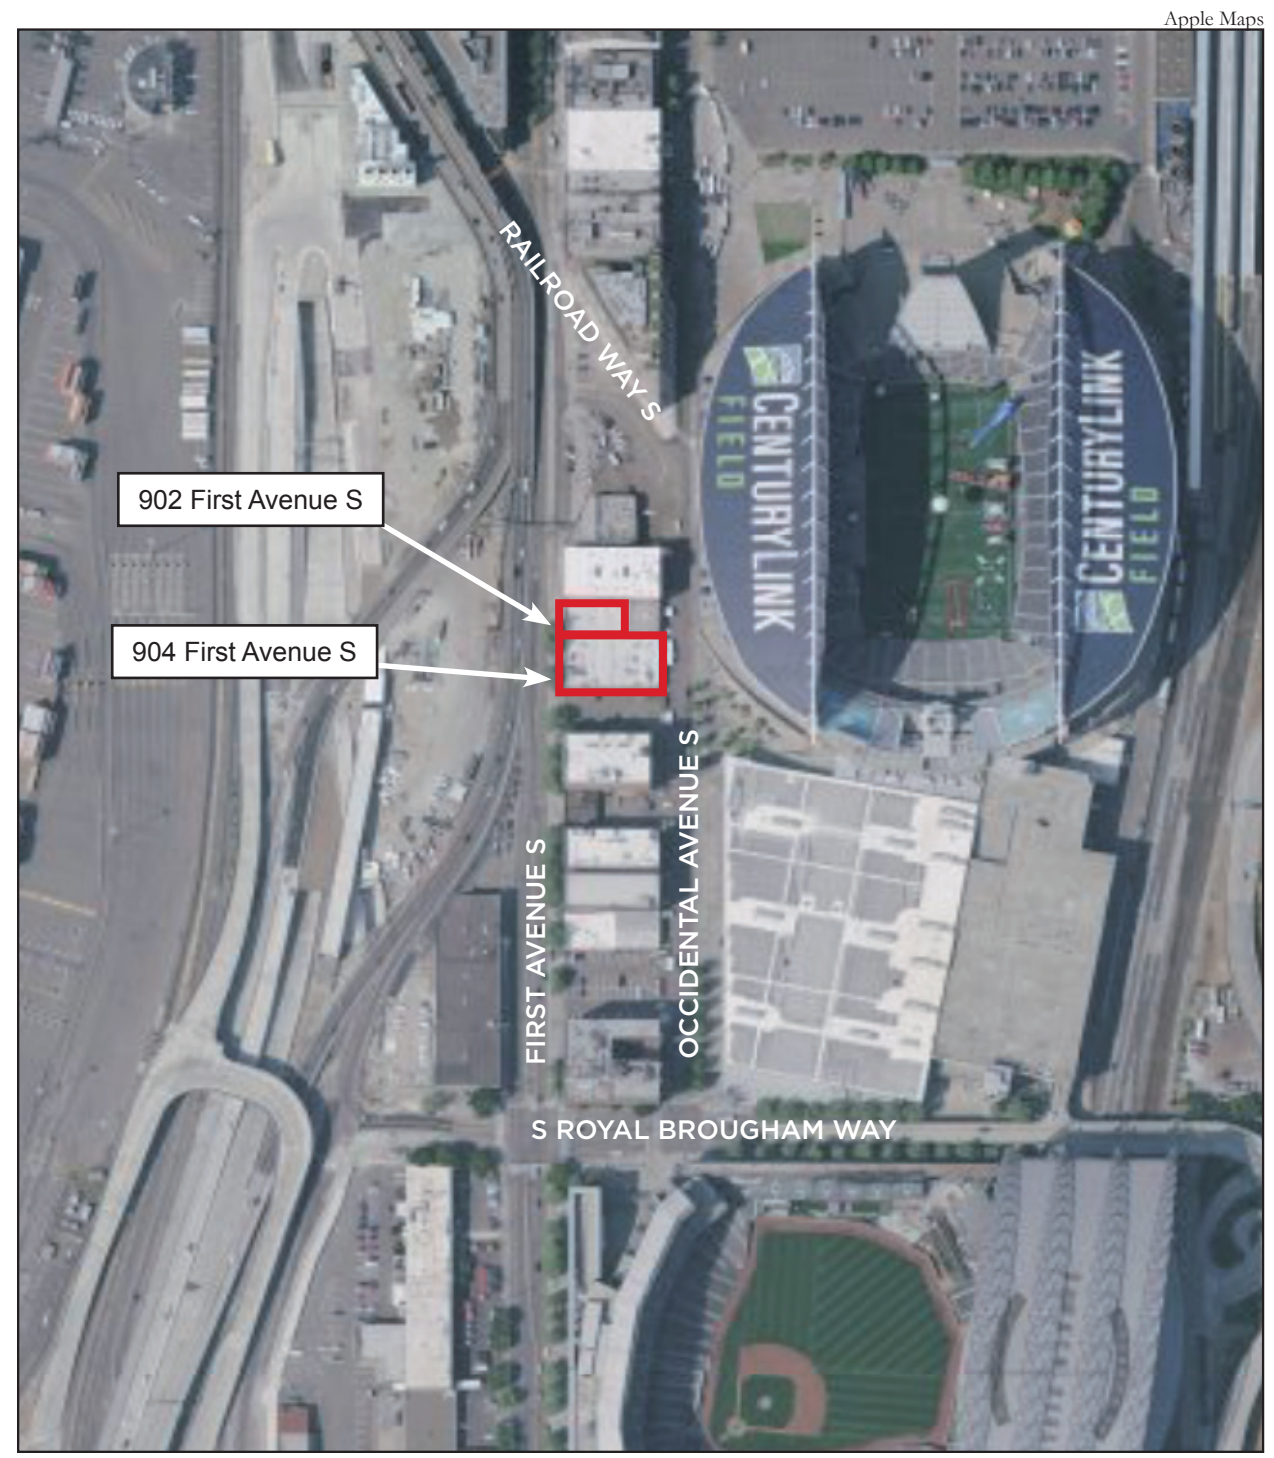 Apple Maps
RAILROAD WAY S
CENTURYLINK
FIELD
CENTURYLINK
FIELD
902 First Avenue S
904 First Avenue S
OCCIDENTAL AVENUE S
FIRST AVENUE S
S ROYAL BROUGHAM WAY